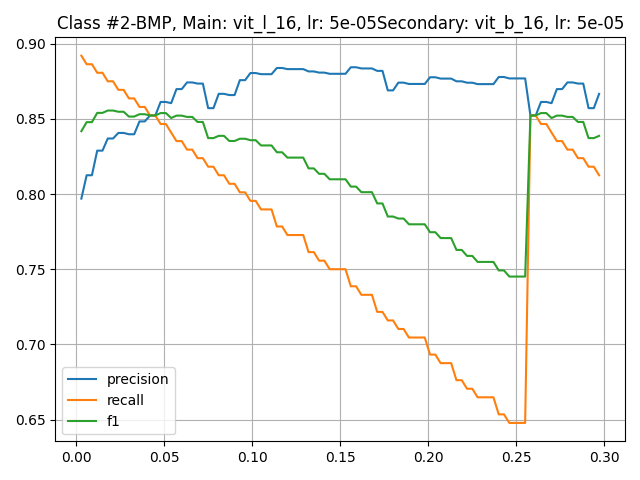 Class #2-BMP, Main: vit_l_16, lr: 5e-05Secondary: vit_b_16, lr: 5e-05
0.90
0.85
0.80
0.75
0.70
0.65
precision
recall
f1
0.00 0.05 0.10 0.15 0.20 0.25 0.30